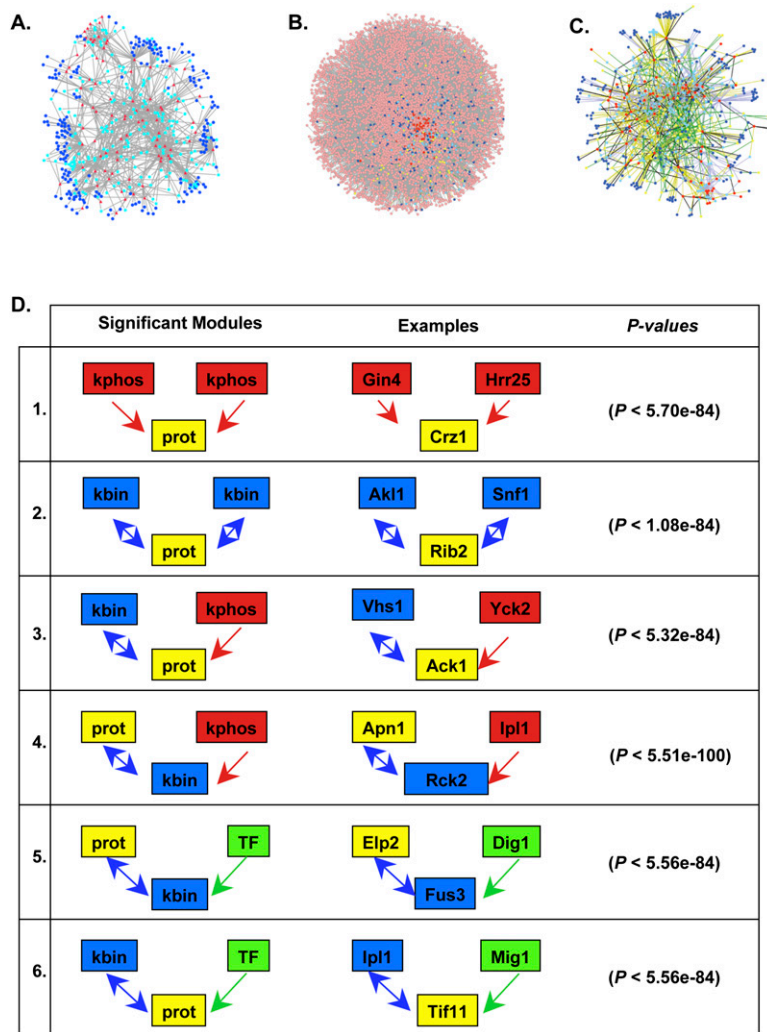 A.
B.
C.
D.
Significant Modules Examples P-values
1. kphos kphos prot Gin4 Hrr25 Crz1 (P < 5.70e-84)
2. kbin kbin prot Akl1 Snf1 Rib2 (P < 1.08e-84)
3. kbin kphos prot Vhs1 Yck2 Ack1 (P < 5.32e-84)
4. prot kphos kbin Apn1 Ipl1 Rck2 (P < 5.51e-100)
5. prot TF kbin Elp2 Dig1 Fus3 (P < 5.56e-84)
6. kbin TF prot Ipl1 Mig1 Tif11 (P < 5.56e-84)